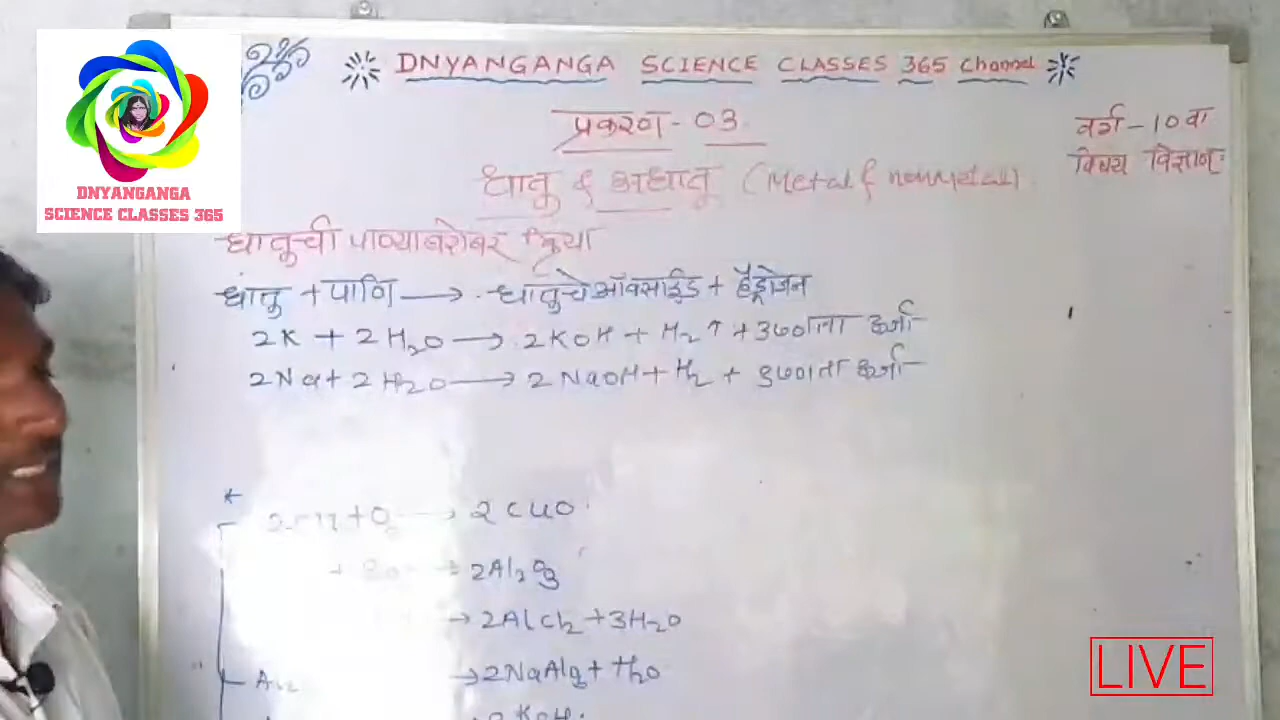 DNYANGANGA SCIENCE CLASSES 365 Channel
DNYANGANGA
SCIENCE CLASSES 365
प्रकरण - 03
वर्ग - 10 वा
विषय विज्ञान
धातु & अधातू (Metal & nonmetal)
धातुची पाण्याबरोबर क्रिया
धातु + पाणि → धातुचे ऑक्साईड + हैड्रोजन
2K + 2H₂O → 2KOH + H₂ ↑ + उष्णता ऊर्जा
2Na + 2H₂O → 2NaOH + H₂ + उष्णता ऊर्जा
*
+ O₂ → 2CuO
→ 2Al₂O₃
→ 2AlCl₂ + 3H₂O
→ 2NaAlO₂ + H₂O
2KOH
LIVE